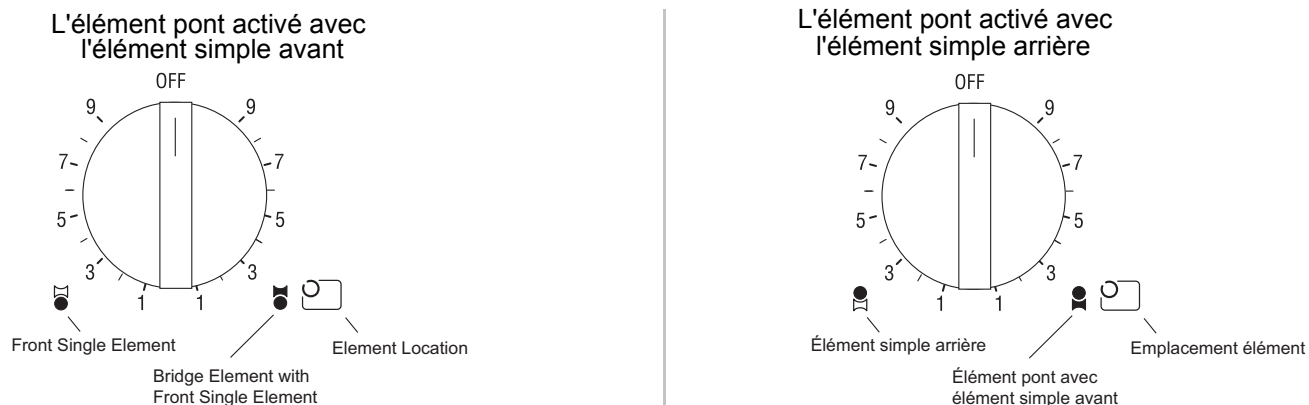 L'élément pont activé avec
l'élément simple avant
OFF
9 9
7 7
5 5
3 3
1 1
Front Single Element
Element Location
Bridge Element with
Front Single Element
L'élément pont activé avec
l'élément simple arrière
OFF
9 9
7 7
5 5
3 3
1 1
Élément simple arrière
Emplacement élément
Élément pont avec
élément simple avant